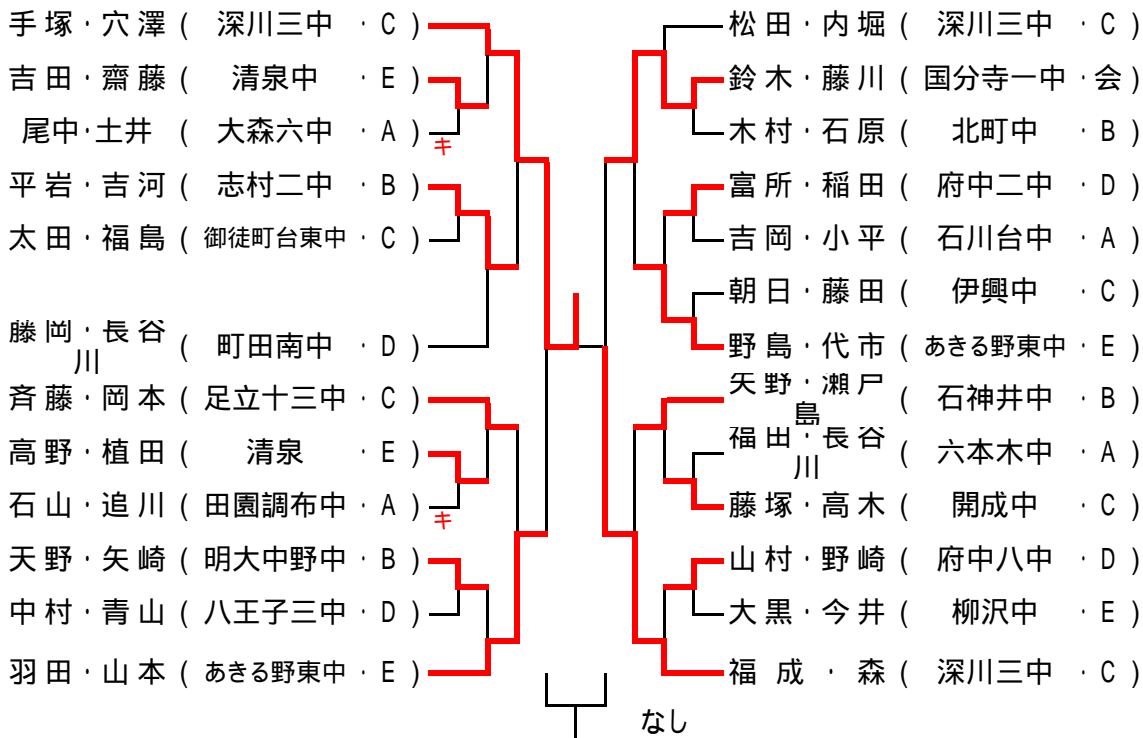 手塚・穴澤 ( 深川三中 ・ C )
吉田・齋藤 ( 清泉中 ・ E )
尾中・土井 ( 大森六中 ・ A )
キ
平岩・吉河 ( 志村二中 ・ B )
太田・福島 ( 御徒町台東中 ・ C )
藤岡・長谷
川 ( 町田南中 ・ D )
斉藤・岡本 ( 足立十三中 ・ C )
高野・植田 ( 清泉 ・ E )
石山・追川 ( 田園調布中 ・ A )
キ
天野・矢崎 ( 明大中野中 ・ B )
中村・青山 ( 八王子三中 ・ D )
羽田・山本 ( あきる野東中 ・ E )
松田・内堀 ( 深川三中 ・ C )
鈴木・藤川 ( 国分寺一中 ・ 会 )
木村・石原 ( 北町中 ・ B )
富所・稲田 ( 府中二中 ・ D )
吉岡・小平 ( 石川台中 ・ A )
朝日・藤田 ( 伊興中 ・ C )
野島・代市 ( あきる野東中 ・ E )
矢野・瀬戸
島 ( 石神井中 ・ B )
福田・長谷
川 ( 六本木中 ・ A )
藤塚・高木 ( 開成中 ・ C )
山村・野崎 ( 府中八中 ・ D )
大黒・今井 ( 柳沢中 ・ E )
福成・森 ( 深川三中 ・ C )
なし